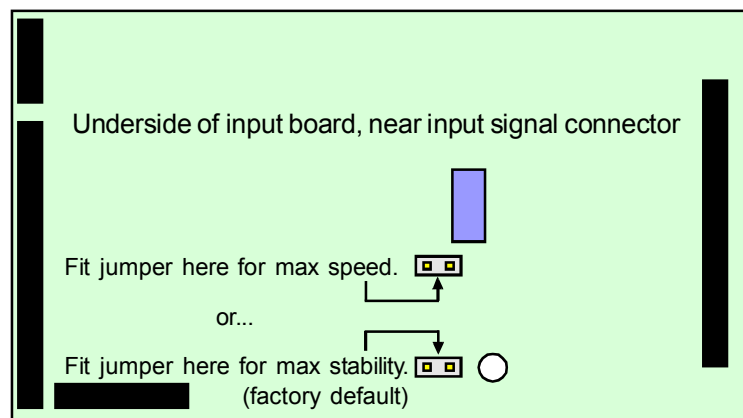 Underside of input board, near input signal connector
Fit jumper here for max speed.
or...
Fit jumper here for max stability.
(factory default)